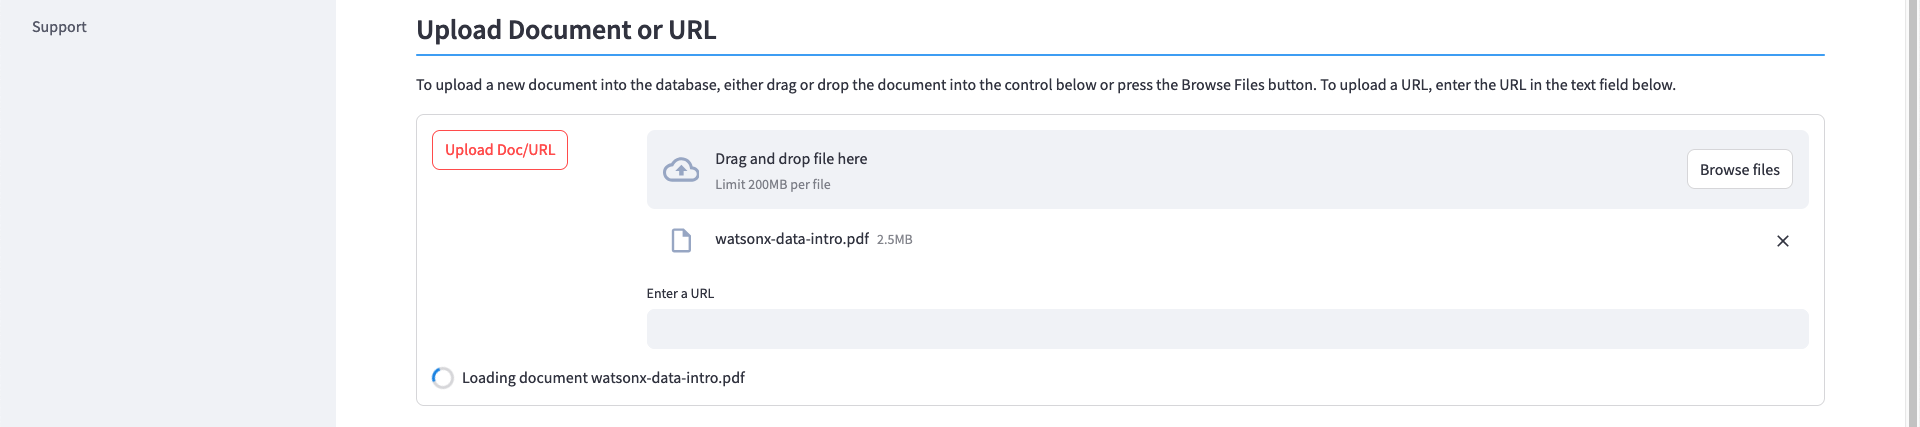 Support
Upload Document or URL
To upload a new document into the database, either drag or drop the document into the control below or press the Browse Files button. To upload a URL, enter the URL in the text field below.
Upload Doc/URL
Drag and drop file here
Limit 200MB per file
Browse files
watsonx-data-intro.pdf 2.5MB
Enter a URL
Loading document watsonx-data-intro.pdf